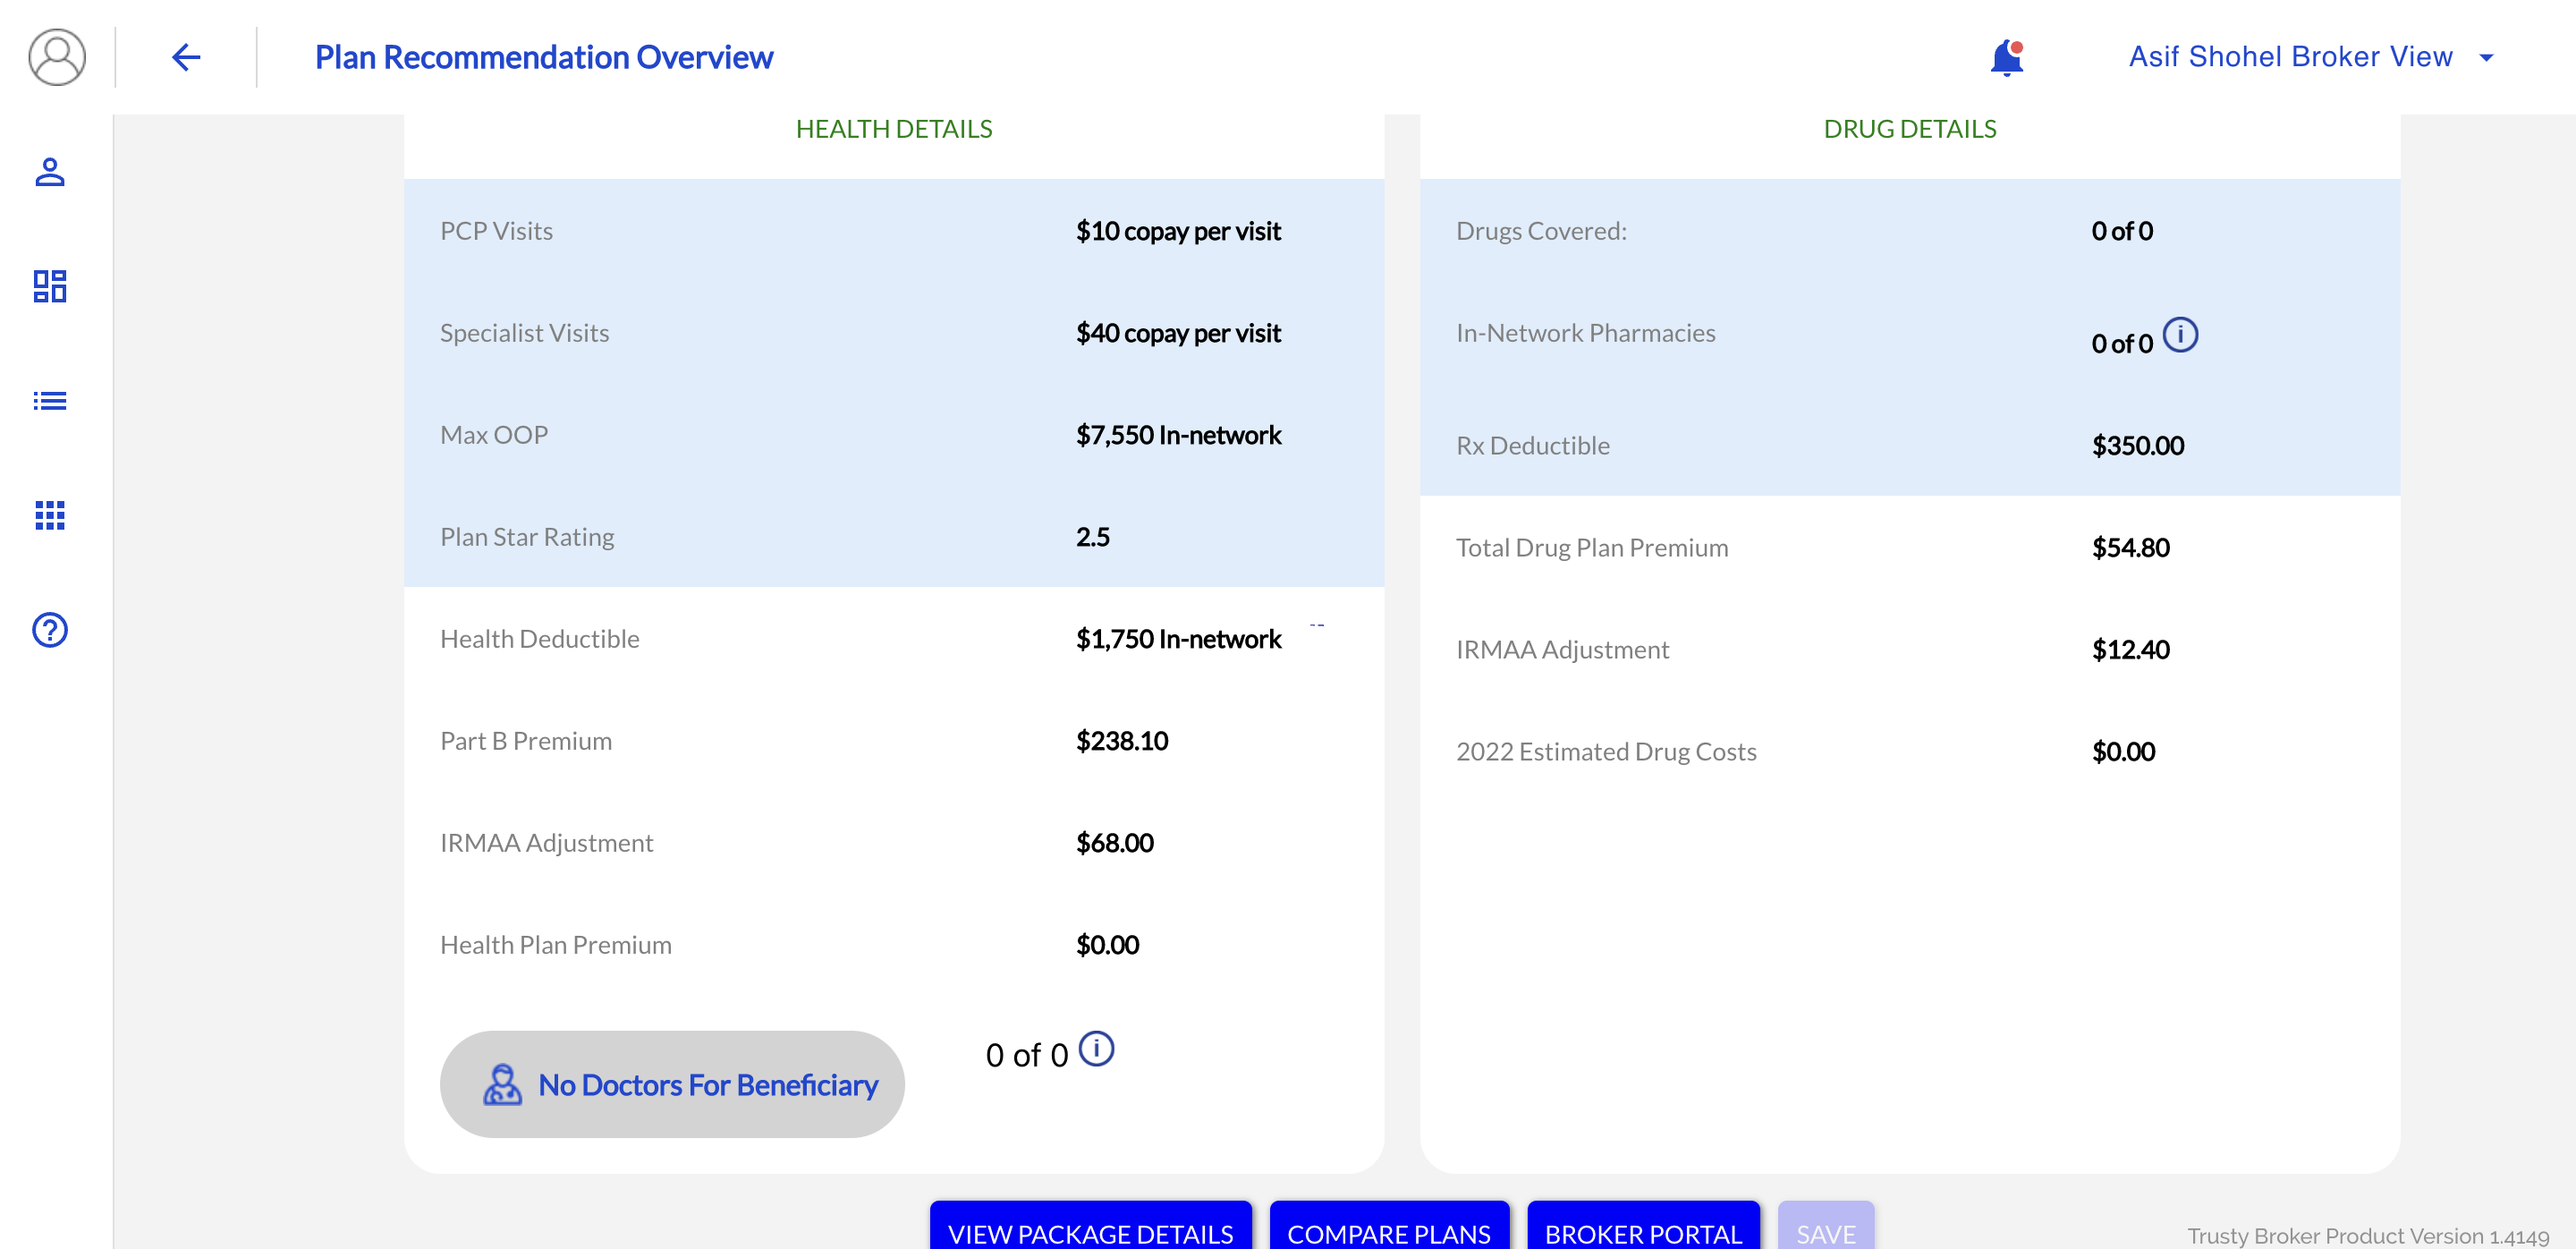 Plan Recommendation Overview
Asif Shohel Broker View
HEALTH DETAILS
PCP Visits $10 copay per visit
Specialist Visits $40 copay per visit
Max OOP $7,550 In-network
Plan Star Rating 2.5
Health Deductible $1,750 In-network --
Part B Premium $238.10
IRMAA Adjustment $68.00
Health Plan Premium $0.00
No Doctors For Beneficiary 0 of 0
DRUG DETAILS
Drugs Covered: 0 of 0
In-Network Pharmacies 0 of 0
Rx Deductible $350.00
Total Drug Plan Premium $54.80
IRMAA Adjustment $12.40
2022 Estimated Drug Costs $0.00
VIEW PACKAGE DETAILS COMPARE PLANS BROKER PORTAL SAVE
Trusty Broker Product Version 1.4149